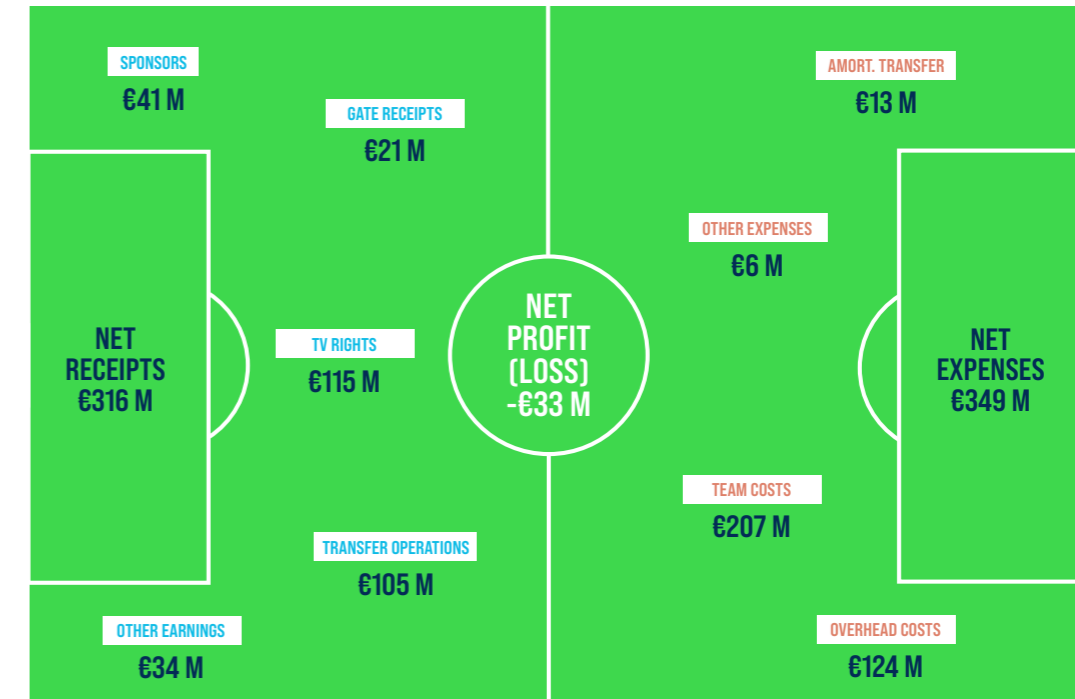 SPONSORS
€41 M
GATE RECEIPTS
€21 M
NET
RECEIPTS
€316 M
TV RIGHTS
€115 M
TRANSFER OPERATIONS
€105 M
OTHER EARNINGS
€34 M
NET
PROFIT
(LOSS)
-€33 M
AMORT. TRANSFER
€13 M
OTHER EXPENSES
€6 M
NET
EXPENSES
€349 M
TEAM COSTS
€207 M
OVERHEAD COSTS
€124 M